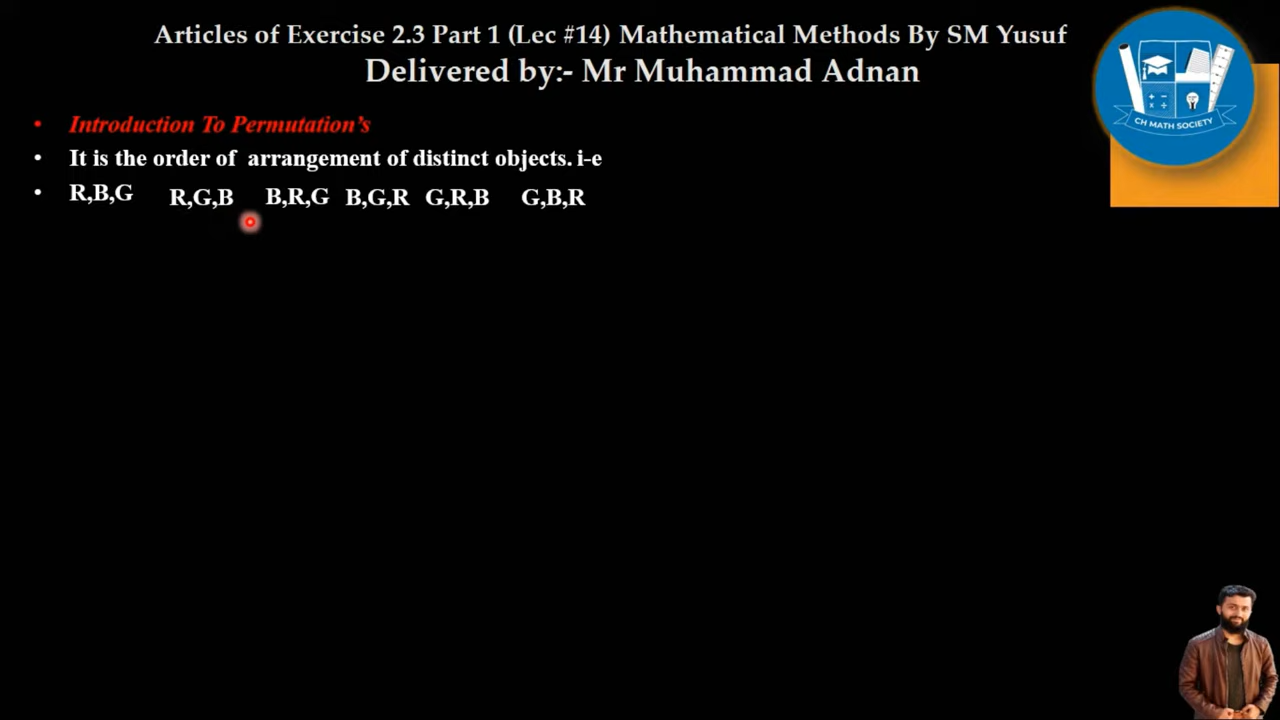 Articles of Exercise 2.3 Part 1 (Lec #14) Mathematical Methods By SM Yusuf
Delivered by:- Mr Muhammad Adnan
CH MATH SOCIETY
• Introduction To Permutation’s
• It is the order of arrangement of distinct objects. i-e
• R,B,G R,G,B B,R,G B,G,R G,R,B G,B,R